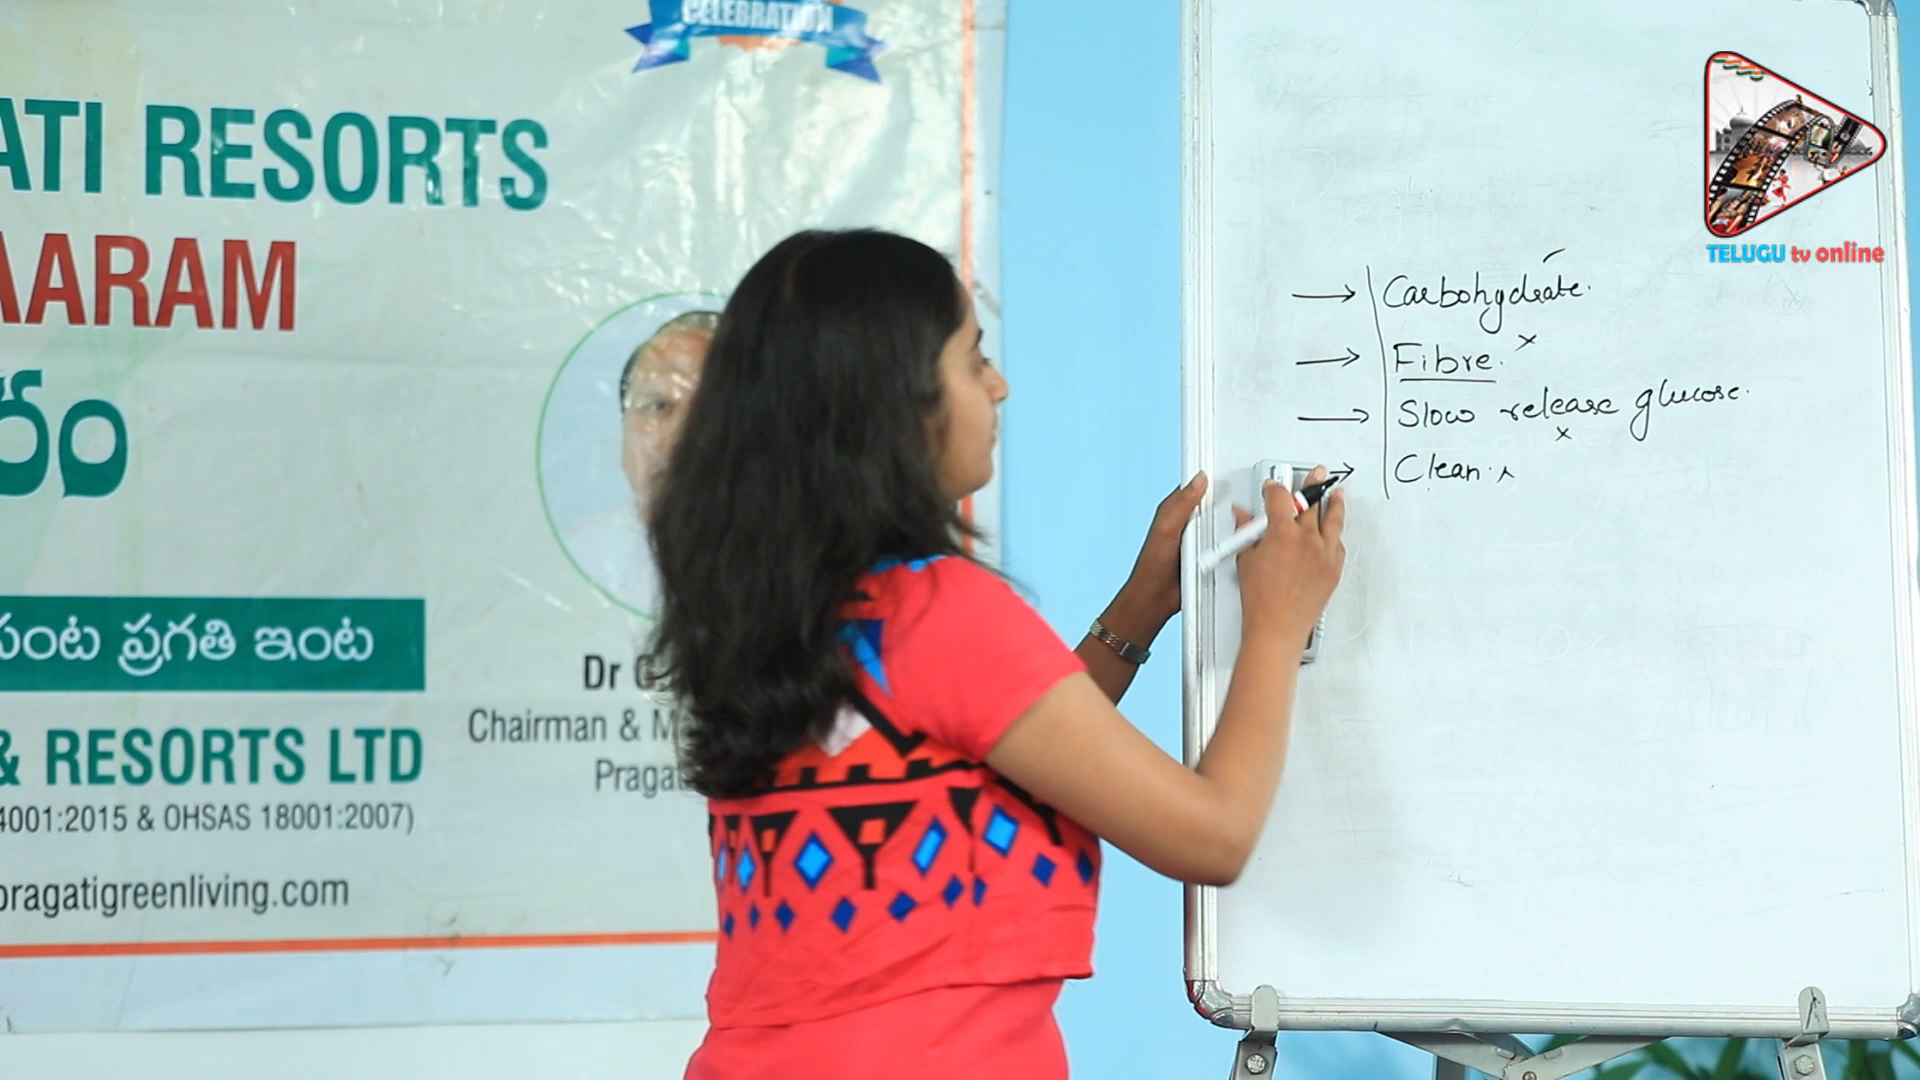 CELEBRATION
ATI RESORTS
AARAM
రం
పంట ప్రగతి ఇంట
& RESORTS LTD
4001:2015 & OHSAS 18001:2007)
pragatigreenliving.com
Dr G.
Chairman & M
Pragat
TELUGU tv online
→ Carbohydrate.
→ Fibre. x
→ Slow release glucose.
x
→ Clean.